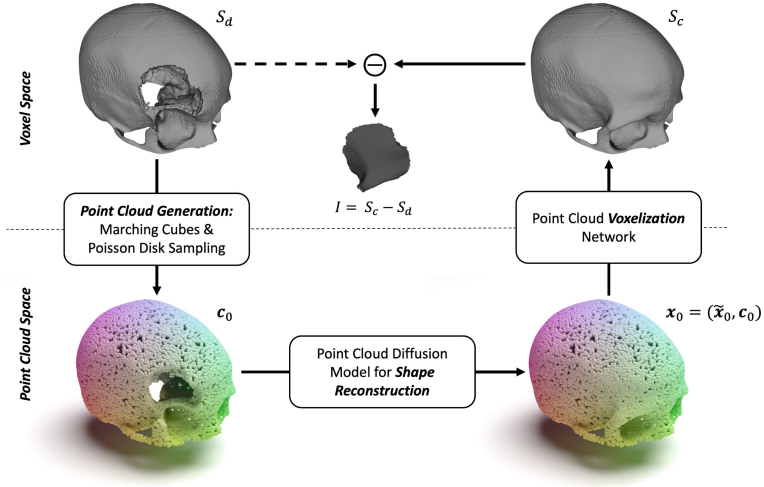 S_d
S_c
Voxel Space
I = S_c − S_d
Point Cloud Generation:
Marching Cubes &
Poisson Disk Sampling
Point Cloud Voxelization
Network
Point Cloud Space
c_0
x_0 = (x̃_0, c_0)
Point Cloud Diffusion
Model for Shape
Reconstruction